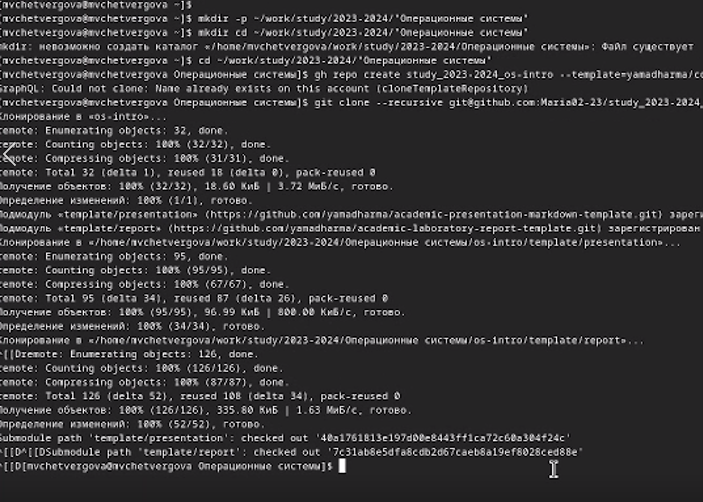 [mvchetvergova@mvchetvergova ~]$
[mvchetvergova@mvchetvergova ~]$ mkdir -p ~/work/study/2023-2024/"Операционные системы"
[mvchetvergova@mvchetvergova ~]$ mkdir cd ~/work/study/2023-2024/"Операционные системы"
mkdir: невозможно создать каталог «/home/mvchetvergova/work/study/2023-2024/Операционные системы»: Файл существует
[mvchetvergova@mvchetvergova ~]$ cd ~/work/study/2023-2024/"Операционные системы"
[mvchetvergova@mvchetvergova Операционные системы]$ gh repo create study_2023-2024_os-intro --template=yamadharma/co
GraphQL: Could not clone: Name already exists on this account (cloneTemplateRepository)
[mvchetvergova@mvchetvergova Операционные системы]$ git clone --recursive git@github.com:Maria02-23/study_2023-2024_
Клонирование в «os-intro»...
remote: Enumerating objects: 32, done.
remote: Counting objects: 100% (32/32), done.
remote: Compressing objects: 100% (31/31), done.
remote: Total 32 (delta 1), reused 18 (delta 0), pack-reused 0
Получение объектов: 100% (32/32), 18.60 КиБ | 3.72 МиБ/с, готово.
Определение изменений: 100% (1/1), готово.
Подмодуль «template/presentation» (https://github.com/yamadharma/academic-presentation-markdown-template.git) зареги
Подмодуль «template/report» (https://github.com/yamadharma/academic-laboratory-report-template.git) зарегистрирован
Клонирование в «/home/mvchetvergova/work/study/2023-2024/Операционные системы/os-intro/template/presentation»...
remote: Enumerating objects: 95, done.
remote: Counting objects: 100% (95/95), done.
remote: Compressing objects: 100% (67/67), done.
remote: Total 95 (delta 34), reused 87 (delta 26), pack-reused 0
Получение объектов: 100% (95/95), 96.99 КиБ | 800.00 КиБ/с, готово.
Определение изменений: 100% (34/34), готово.
Клонирование в «/home/mvchetvergova/work/study/2023-2024/Операционные системы/os-intro/template/report»...
^[[Dremote: Enumerating objects: 126, done.
remote: Counting objects: 100% (126/126), done.
remote: Compressing objects: 100% (87/87), done.
remote: Total 126 (delta 52), reused 108 (delta 34), pack-reused 0
Получение объектов: 100% (126/126), 335.80 КиБ | 1.63 МиБ/с, готово.
Определение изменений: 100% (52/52), готово.
Submodule path 'template/presentation': checked out '40a1761813e197d00e8443ff1ca72c60a304f24c'
^[[D^[[DSubmodule path 'template/report': checked out '7c31ab8e5dfa8cdb2d67caeb8a19ef8028ced88e'
^[[D[mvchetvergova@mvchetvergova Операционные системы]$